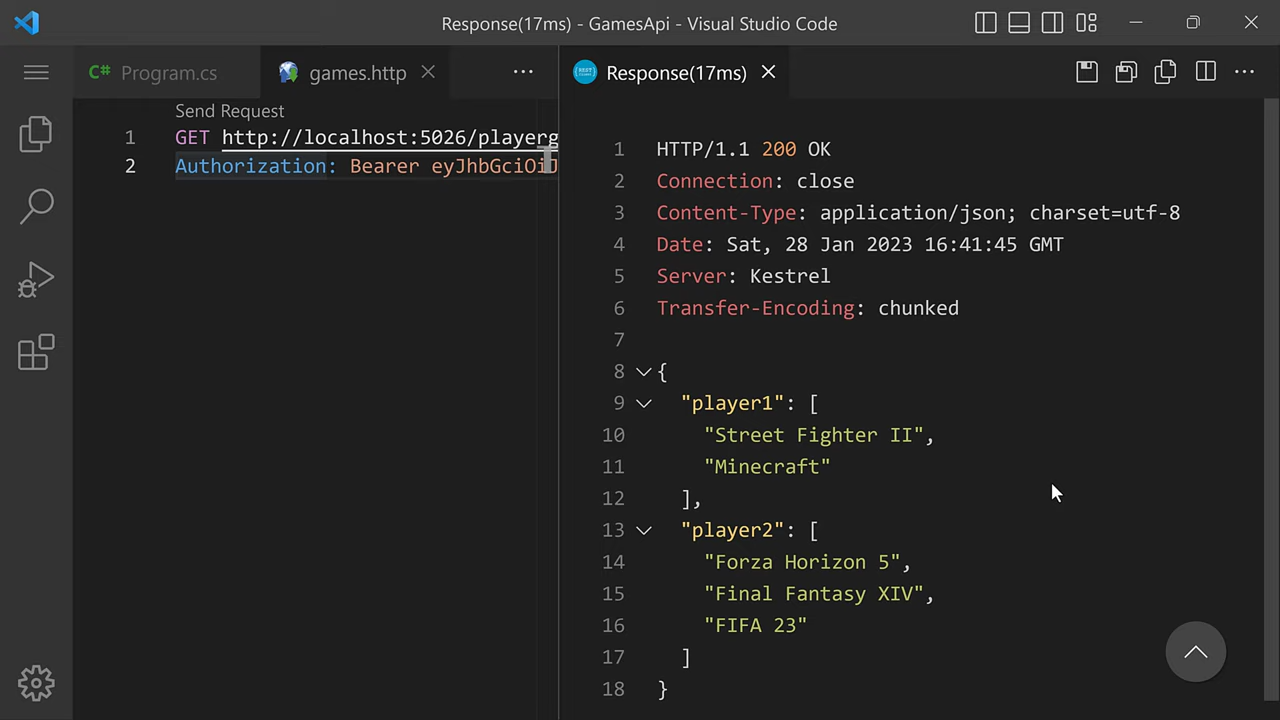 Response(17ms) - GamesApi - Visual Studio Code
C# Program.cs
games.http
Response(17ms)
Send Request
1 GET http://localhost:5026/playerg
2 Authorization: Bearer eyJhbGciOiJ
1 HTTP/1.1 200 OK
2 Connection: close
3 Content-Type: application/json; charset=utf-8
4 Date: Sat, 28 Jan 2023 16:41:45 GMT
5 Server: Kestrel
6 Transfer-Encoding: chunked
7
8 {
9 "player1": [
10 "Street Fighter II",
11 "Minecraft"
12 ],
13 "player2": [
14 "Forza Horizon 5",
15 "Final Fantasy XIV",
16 "FIFA 23"
17 ]
18 }